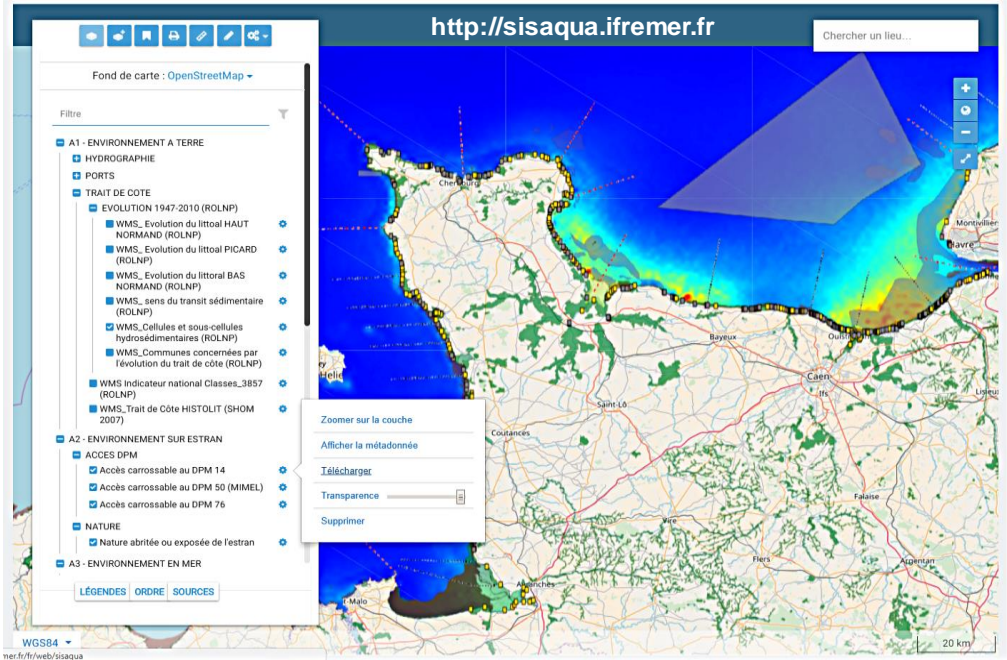 http://sisaqua.ifremer.fr
Chercher un lieu...
Fond de carte : OpenStreetMap
Filtre
A1 - ENVIRONNEMENT A TERRE
HYDROGRAPHIE
PORTS
TRAIT DE COTE
EVOLUTION 1947-2010 (ROLNP)
WMS_ Evolution du littoal HAUT
NORMAND (ROLNP)
WMS_ Evolution du littoal PICARD
(ROLNP)
WMS_ Evolution du littoral BAS
NORMAND (ROLNP)
WMS_ sens du transit sédimentaire
(ROLNP)
WMS_Cellules et sous-cellules
hydrosédimentaires (ROLNP)
WMS_Communes concernées par
l'évolution du trait de côte (ROLNP)
WMS Indicateur national Classes_3857
(ROLNP)
WMS_Trait de Côte HISTOLIT (SHOM
2007)
A2 - ENVIRONNEMENT SUR ESTRAN
ACCES DPM
Accès carrossable au DPM 14
Accès carrossable au DPM 50 (MIMEL)
Accès carrossable au DPM 76
NATURE
Nature abritée ou exposée de l'estran
A3 - ENVIRONNEMENT EN MER
LÉGENDES ORDRE SOURCES
Zoomer sur la couche
Afficher la métadonnée
Télécharger
Transparence
Supprimer
Cherbourg
Montivillier
Havre
Bayeux
Caen
Ifs
Lisieu
Saint-Lô
Coutances
Falaise
Vire
Flers
Argentan
Avranches
-Malo
Helie
WGS84
20 km
mer.fr/fr/web/sisaqua